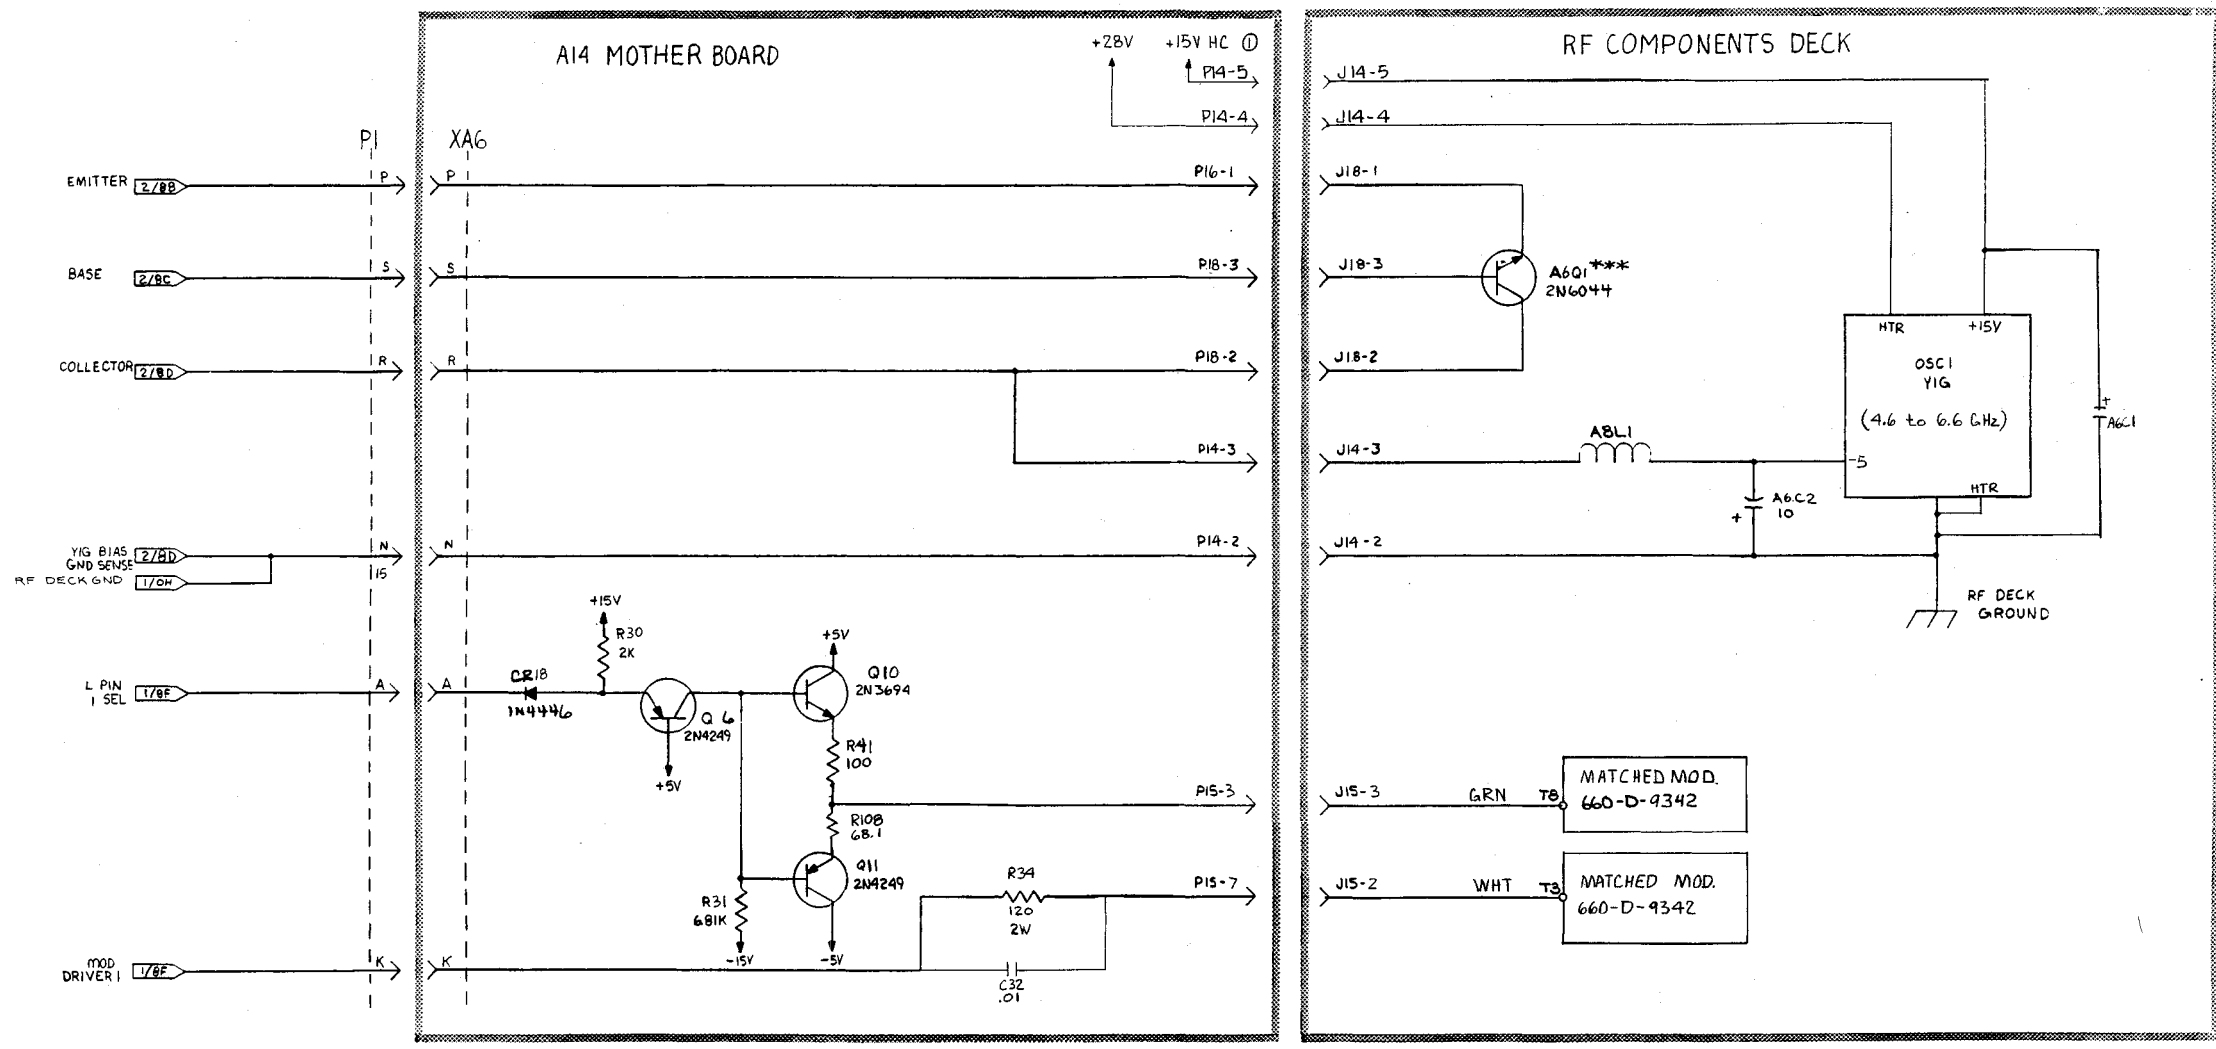 A14 MOTHER BOARD
+28V
+15V HC ①
P14-5
P14-4
RF COMPONENTS DECK
J14-5
J14-4
P1
XA6
EMITTER 2/8B
P
P
P16-1
J18-1
BASE 2/8C
S
S
P18-3
J18-3
A6Q1***
2N6044
COLLECTOR 2/8D
R
R
P18-2
J18-2
HTR
+15V
OSC1
YIG
(4.6 to 6.6 GHz)
-5
HTR
+
A6C1
P14-3
J14-3
A8L1
A6C2
10
+
YIG BIAS
GND SENSE 2/8D
RF DECK GND 1/0H
N
15
N
P14-2
J14-2
RF DECK
GROUND
L PIN
1 SEL 1/8F
A
A
CR18
1N4446
+15V
R30
2K
Q6
2N4249
+5V
+5V
Q10
2N3694
R41
100
P15-3
J15-3
GRN
T8
MATCHED MOD.
660-D-9342
R108
68.1
Q11
2N4249
R31
681K
-15V
-5V
R34
120
2W
P15-7
J15-2
WHT
T3
MATCHED MOD.
660-D-9342
MOD
DRIVER 1 1/8F
K
K
C32
.01